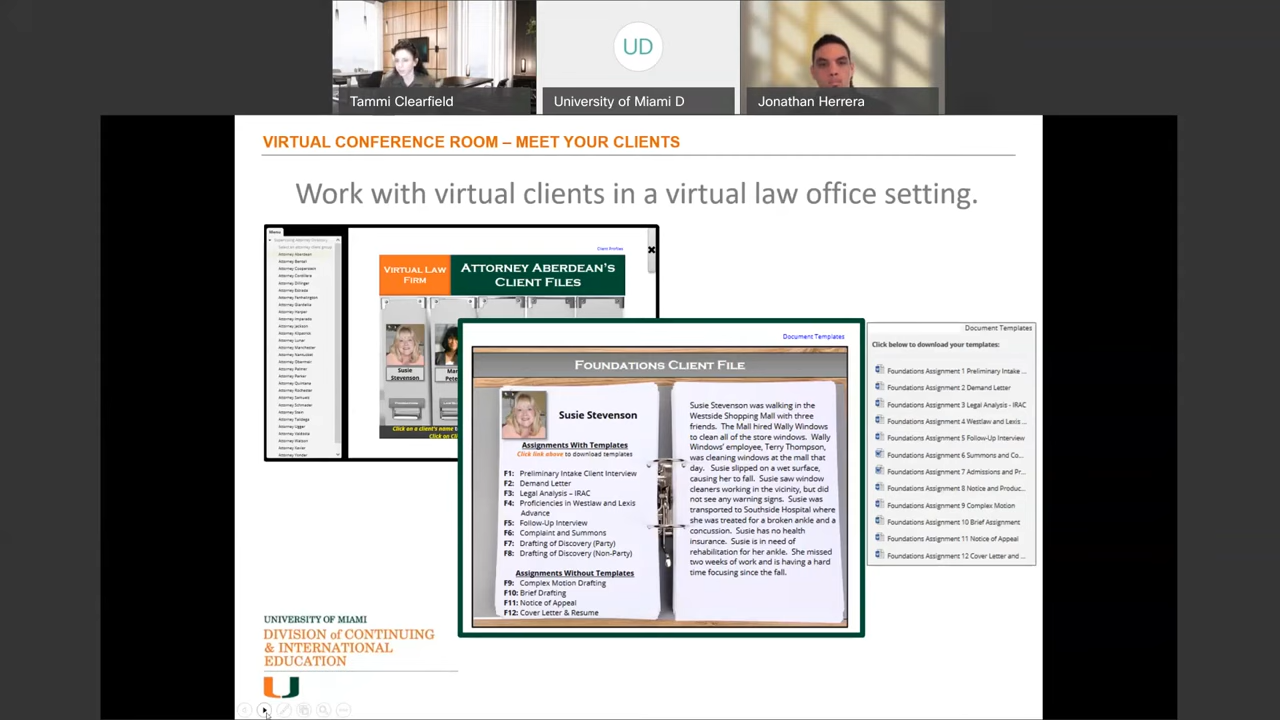 Tammi Clearfield
UD
University of Miami D
Jonathan Herrera
VIRTUAL CONFERENCE ROOM – MEET YOUR CLIENTS
Work with virtual clients in a virtual law office setting.
Menu
Client Profiles
Attorney Aberdean
VIRTUAL LAW
FIRM
ATTORNEY ABERDEAN'S
CLIENT FILES
Susie
Stevenson
Click on a client's name to
Document Templates
FOUNDATIONS CLIENT FILE
Susie Stevenson
Assignments With Templates
Click link above to download templates
F1: Preliminary Intake Client Interview
F2: Demand Letter
F3: Legal Analysis – IRAC
F4: Proficiencies in Westlaw and Lexis
Advance
F5: Follow-Up Interview
F6: Complaint and Summons
F7: Drafting of Discovery (Party)
F8: Drafting of Discovery (Non-Party)
Assignments Without Templates
F9: Complex Motion Drafting
F10: Brief Drafting
F11: Notice of Appeal
F12: Cover Letter & Resume
Susie Stevenson was walking in the
Westside Shopping Mall with three
friends. The Mall hired Wally Windows
to clean all of the store windows. Wally
Windows' employee, Terry Thompson,
was cleaning windows at the mall that
day. Susie slipped on a wet surface,
causing her to fall. Susie saw window
cleaners working in the vicinity, but did
not see any warning signs. Susie was
transported to Southside Hospital where
she was treated for a broken ankle and a
concussion. Susie has no health
insurance. Susie is in need of
rehabilitation for her ankle. She missed
two weeks of work and is having a hard
time focusing since the fall.
Document Templates
Click below to download your templates:
Foundations Assignment 1 Preliminary Intake ...
Foundations Assignment 2 Demand Letter
Foundations Assignment 3 Legal Analysis - IRAC
Foundations Assignment 4 Westlaw and Lexis ...
Foundations Assignment 5 Follow-Up Interview
Foundations Assignment 6 Summons and Co...
Foundations Assignment 7 Admissions and Pr...
Foundations Assignment 8 Notice and Produc...
Foundations Assignment 9 Complex Motion
Foundations Assignment 10 Brief Assignment
Foundations Assignment 11 Notice of Appeal
Foundations Assignment 12 Cover Letter and ...
UNIVERSITY OF MIAMI
DIVISION of CONTINUING
& INTERNATIONAL
EDUCATION